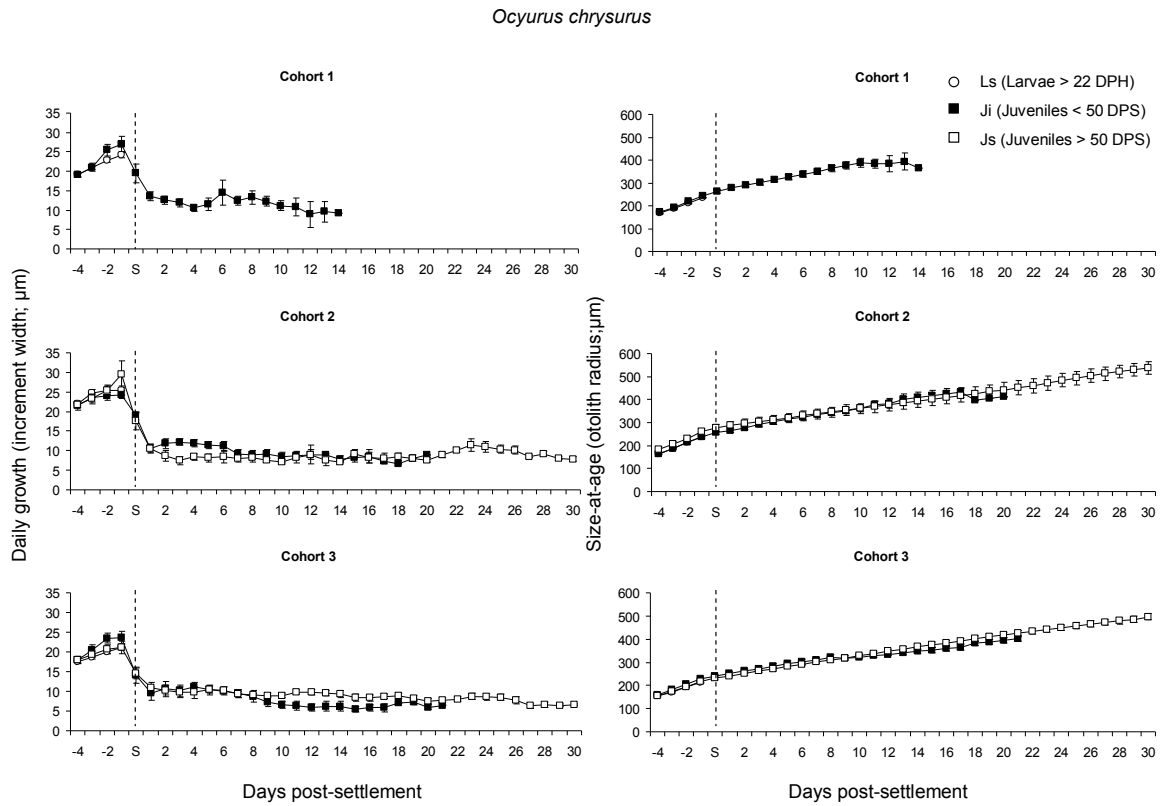 Ocyurus chrysurus
Cohort 1
35
30
25
20
15
10
5
0
-4 -2 S 2 4 6 8 10 12 14 16 18 20 22 24 26 28 30
Cohort 1
600
500
400
300
200
100
0
-4 -2 S 2 4 6 8 10 12 14 16 18 20 22 24 26 28 30
Ls (Larvae > 22 DPH)
Ji (Juveniles < 50 DPS)
Js (Juveniles > 50 DPS)
Daily growth (increment width; µm)
Cohort 2
35
30
25
20
15
10
5
0
-4 -2 S 2 4 6 8 10 12 14 16 18 20 22 24 26 28 30
Size-at-age (otolith radius;µm)
Cohort 2
600
500
400
300
200
100
0
-4 -2 S 2 4 6 8 10 12 14 16 18 20 22 24 26 28 30
Cohort 3
35
30
25
20
15
10
5
0
-4 -2 S 2 4 6 8 10 12 14 16 18 20 22 24 26 28 30
Days post-settlement
Cohort 3
600
500
400
300
200
100
0
-4 -2 S 2 4 6 8 10 12 14 16 18 20 22 24 26 28 30
Days post-settlement